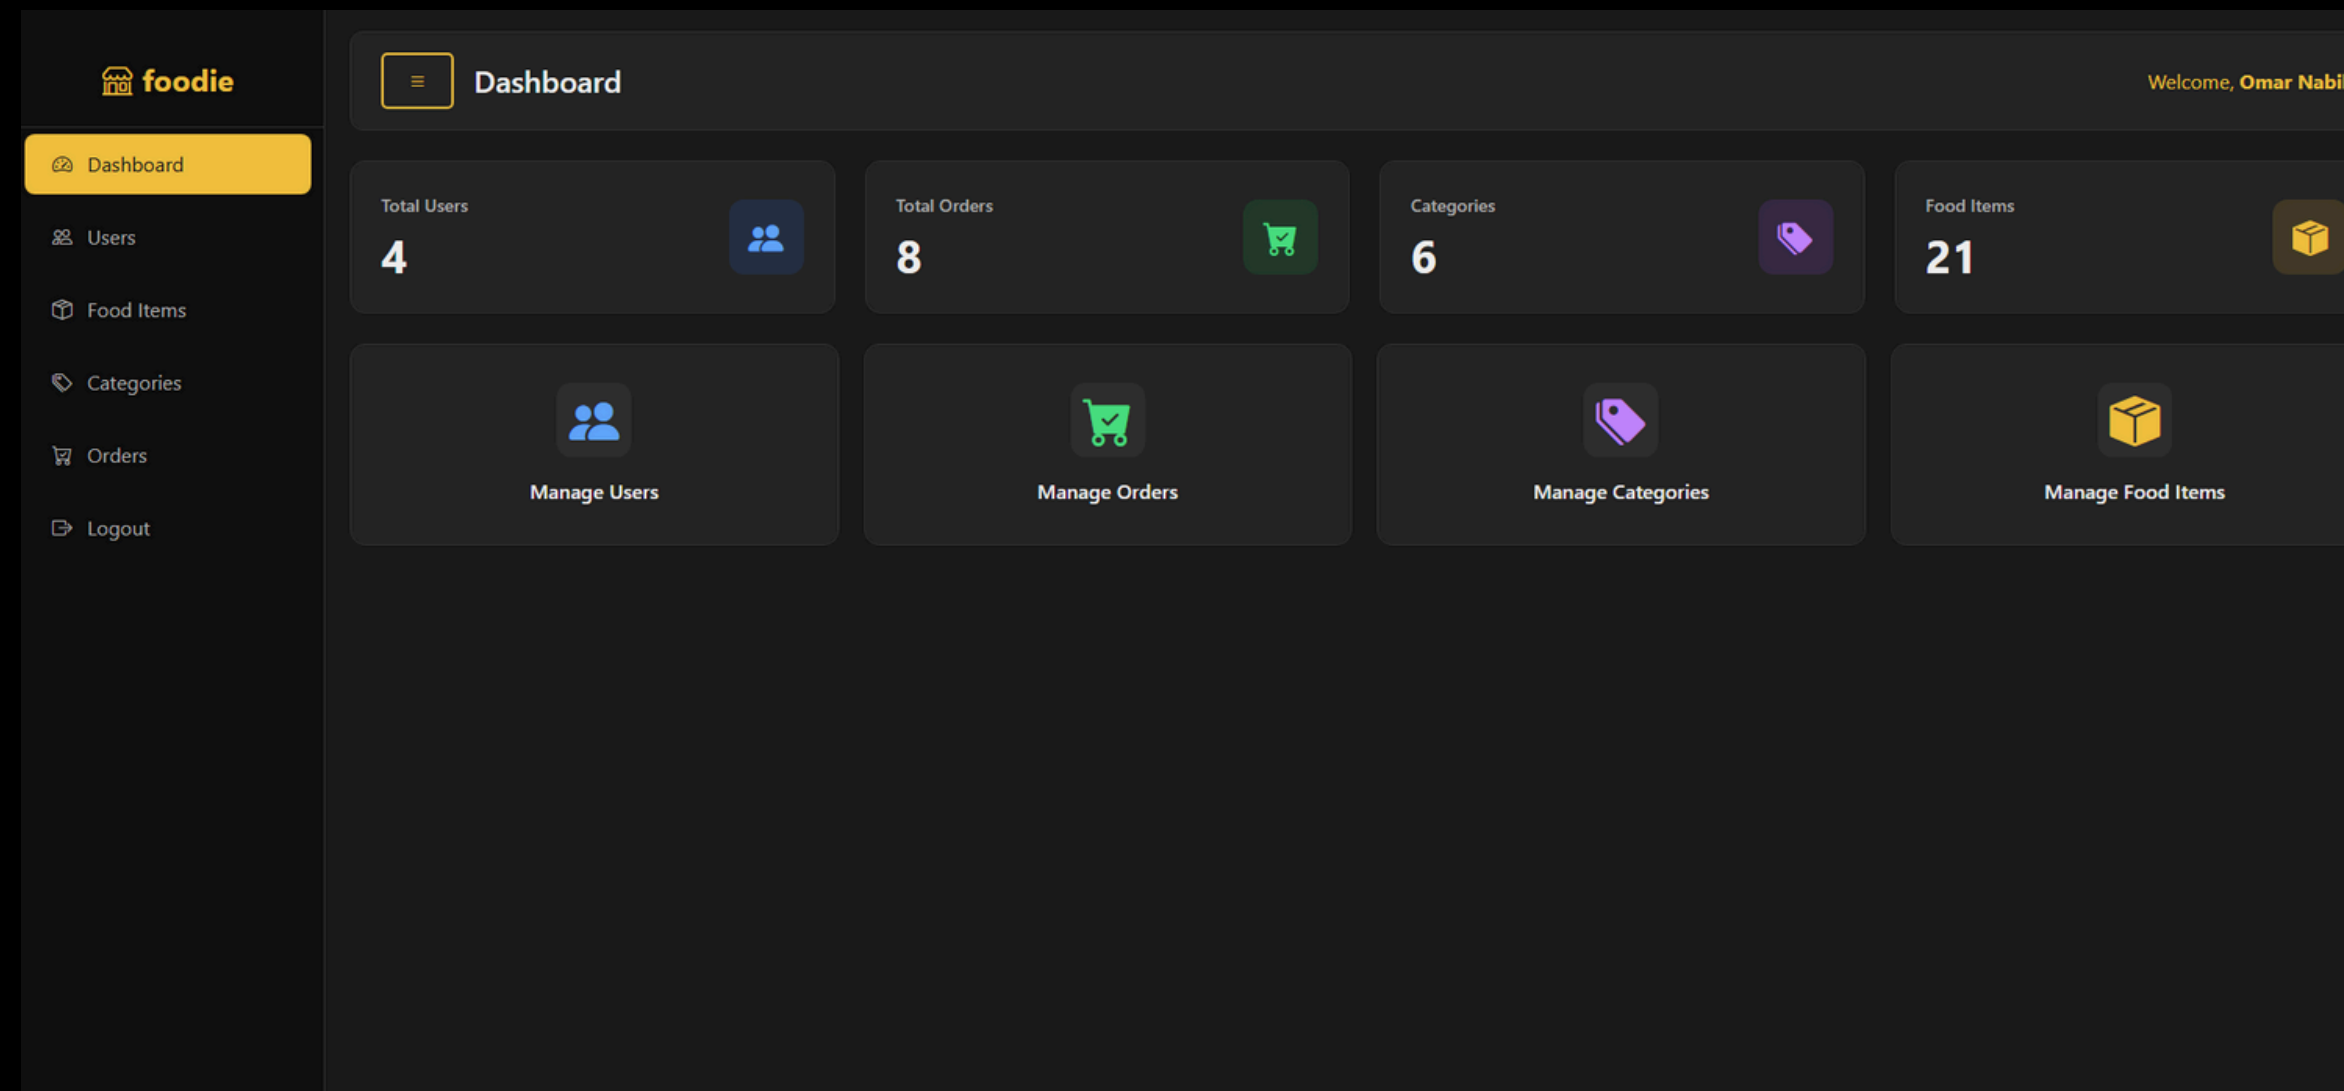 foodie
Dashboard
Users
Food Items
Categories
Orders
Logout
Dashboard
Welcome, Omar Nabil
Total Users
4
Total Orders
8
Categories
6
Food Items
21
Manage Users
Manage Orders
Manage Categories
Manage Food Items